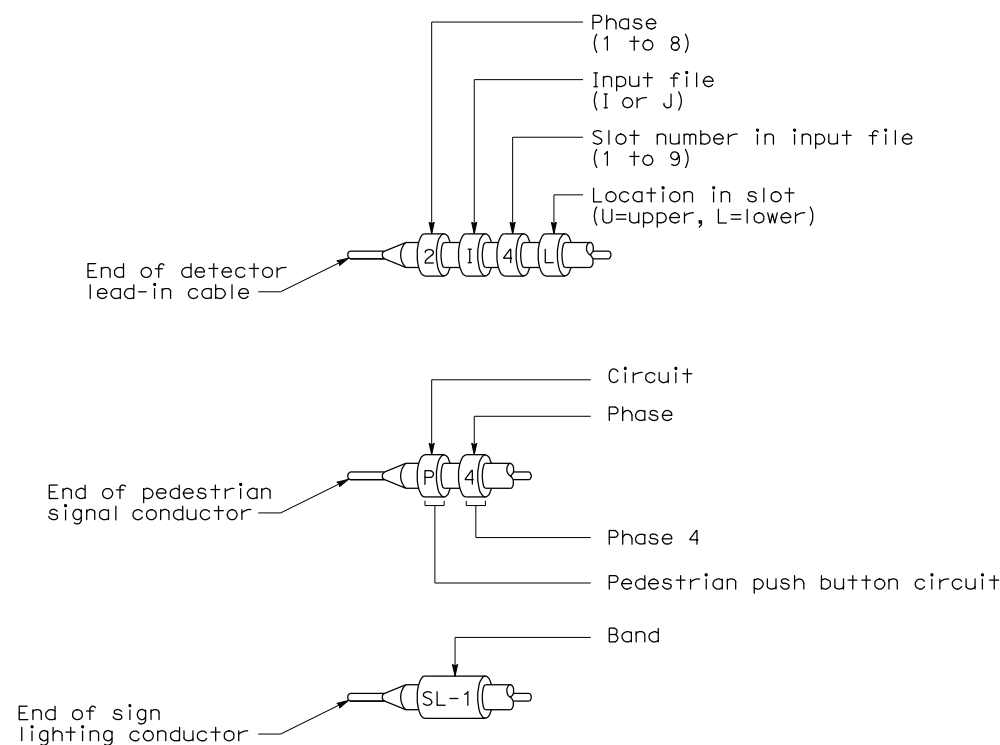 Phase
(1 to 8)
Input file
(I or J)
Slot number in input file
(1 to 9)
Location in slot
(U=upper, L=lower)
2 I 4 L
End of detector
lead-in cable
Circuit
Phase
P 4
End of pedestrian
signal conductor
Phase 4
Pedestrian push button circuit
Band
SL-1
End of sign
lighting conductor